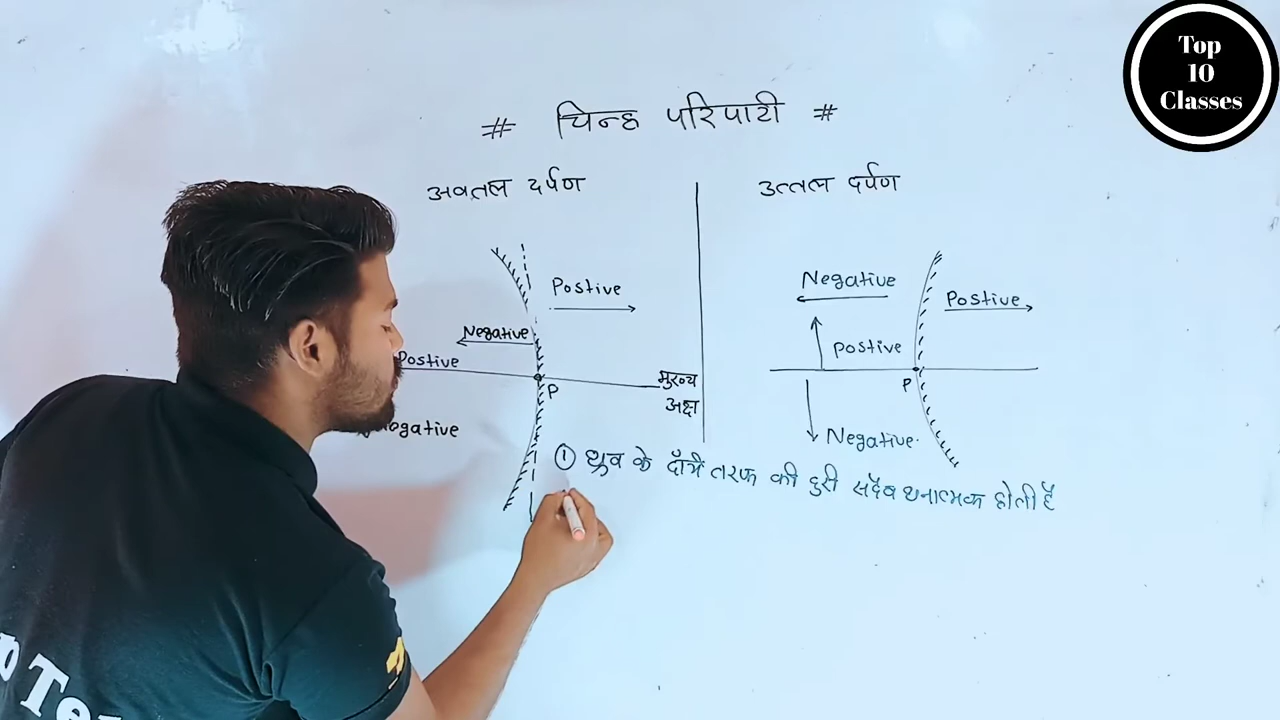 Top
10
Classes
# चिन्ह परिपाटी #
अवतल दर्पण
उत्तल दर्पण
Postive
Negative
Postive
P
मुख्य
अक्ष
Negative
Postive
Postive
P
Negative.
① ध्रुव के दाँये तरफ की दुरी सदैव धनात्मक होती है